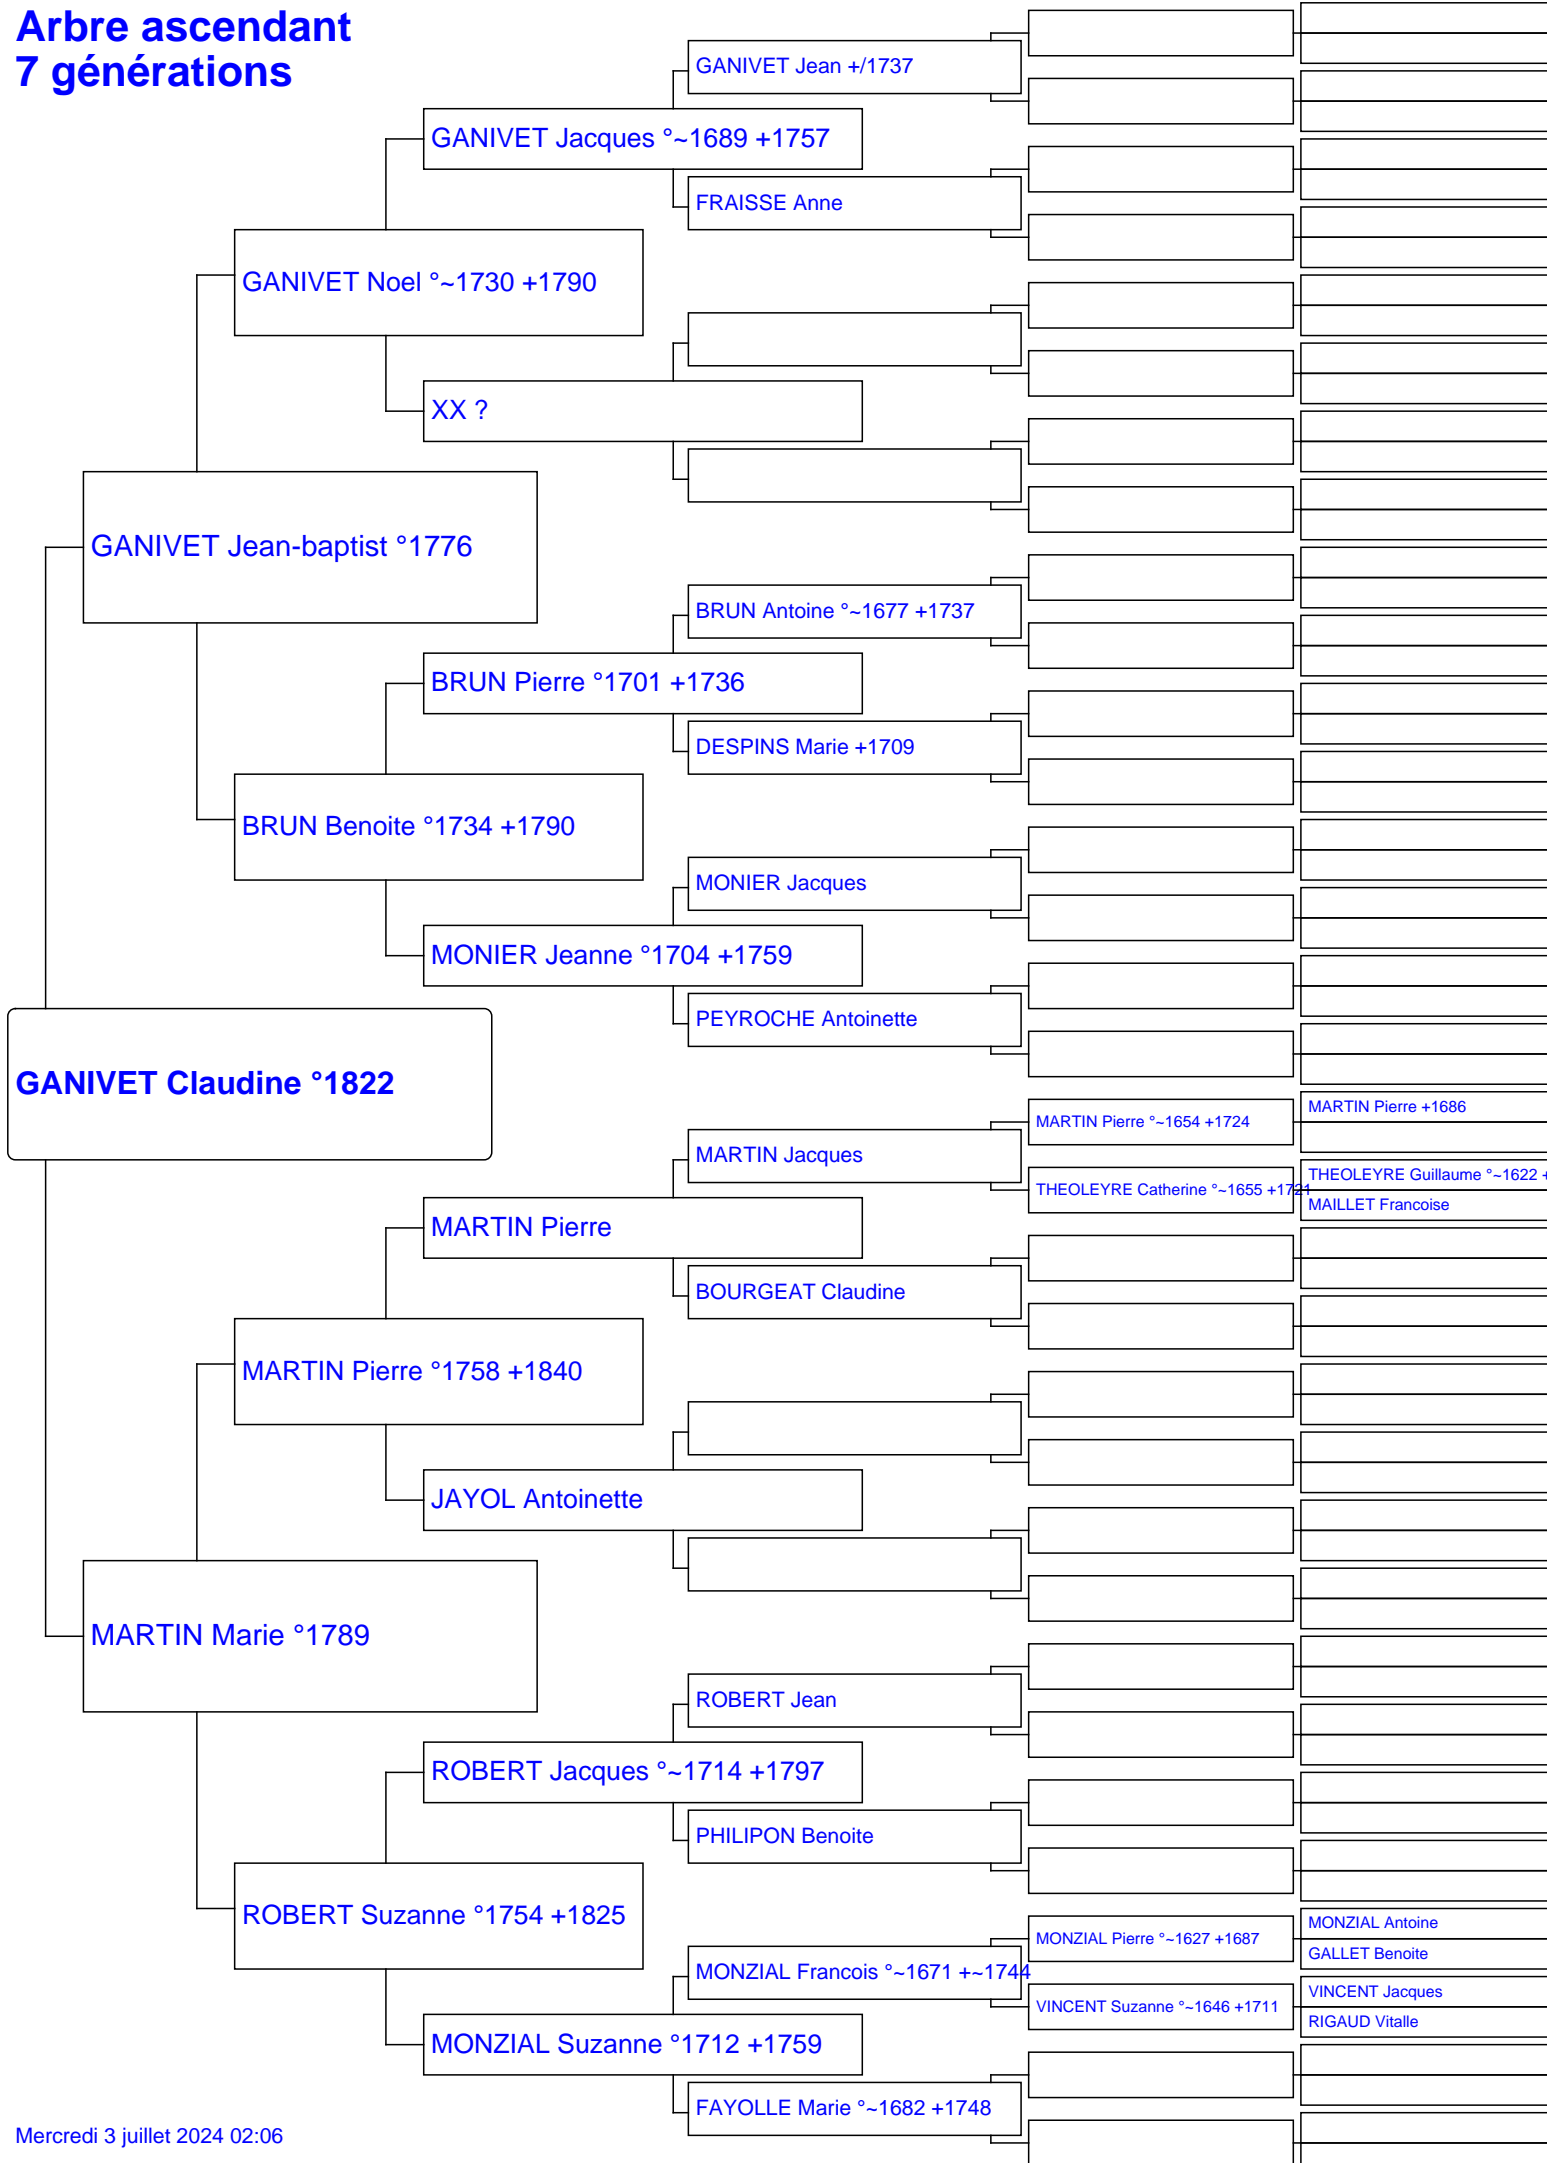 Arbre ascendant
7 générations
GANIVET Jean +/1737
GANIVET Jacques °~1689 +1757
FRAISSE Anne
GANIVET Noel °~1730 +1790
XX ?
GANIVET Jean-baptist °1776
BRUN Antoine °~1677 +1737
BRUN Pierre °1701 +1736
DESPINS Marie +1709
BRUN Benoite °1734 +1790
MONIER Jacques
MONIER Jeanne °1704 +1759
PEYROCHE Antoinette
GANIVET Claudine °1822
MARTIN Pierre +1686
MARTIN Pierre °~1654 +1724
MARTIN Jacques
THEOLEYRE Guillaume °~1622 +
THEOLEYRE Catherine °~1655 +1721
MAILLET Francoise
MARTIN Pierre
BOURGEAT Claudine
MARTIN Pierre °1758 +1840
JAYOL Antoinette
MARTIN Marie °1789
ROBERT Jean
ROBERT Jacques °~1714 +1797
PHILIPON Benoite
ROBERT Suzanne °1754 +1825
MONZIAL Antoine
MONZIAL Pierre °~1627 +1687
GALLET Benoite
MONZIAL Francois °~1671 +~1744
VINCENT Jacques
VINCENT Suzanne °~1646 +1711
RIGAUD Vitalle
MONZIAL Suzanne °1712 +1759
FAYOLLE Marie °~1682 +1748
Mercredi 3 juillet 2024 02:06